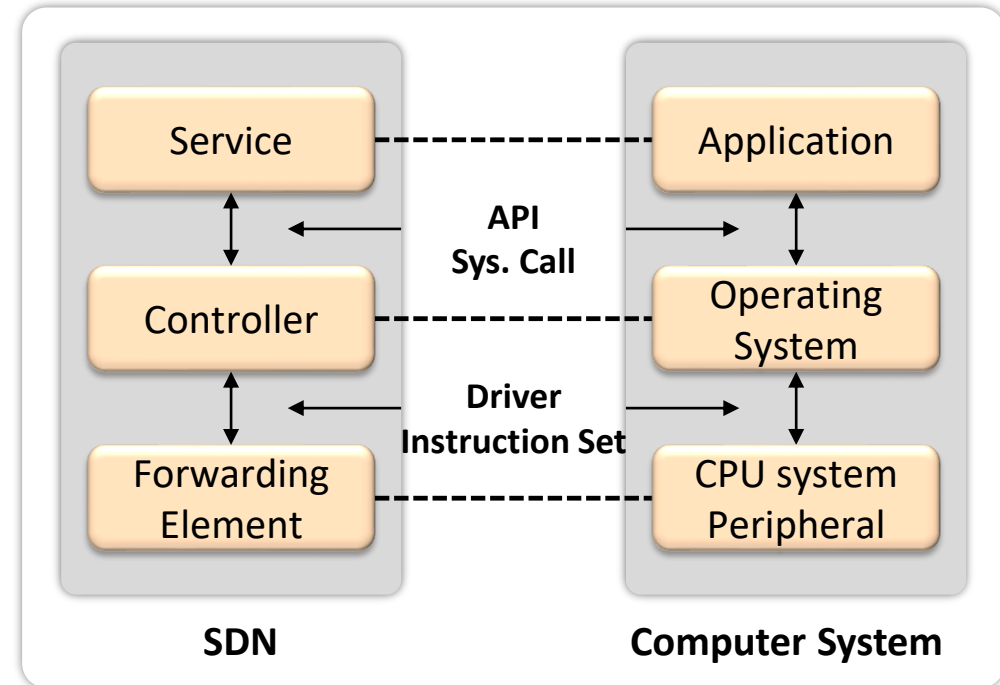 Service
Application
API
Sys. Call
Controller
Operating
System
Driver
Instruction Set
Forwarding
Element
CPU system
Peripheral
SDN
Computer System